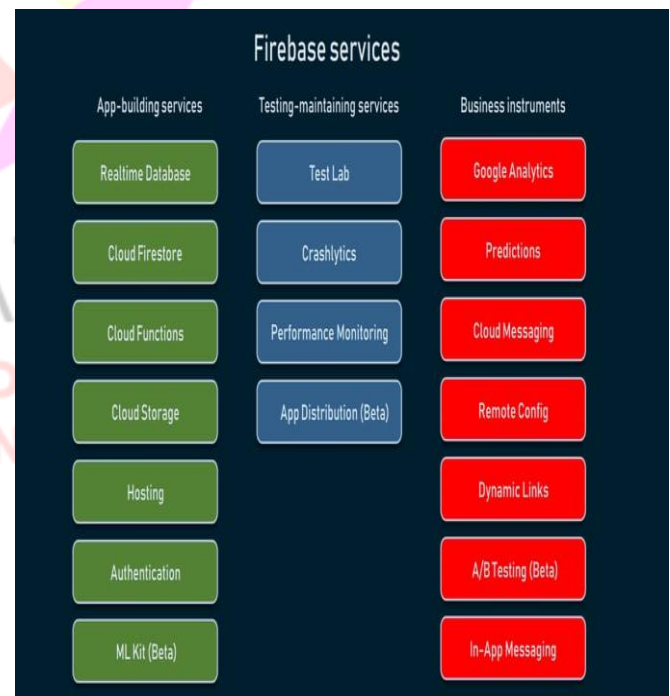 Firebase services
App-building services
Realtime Database
Cloud Firestore
Cloud Functions
Cloud Storage
Hosting
Authentication
ML Kit (Beta)
Testing-maintaining services
Test Lab
Crashlytics
Performance Monitoring
App Distribution (Beta)
Business instruments
Google Analytics
Predictions
Cloud Messaging
Remote Config
Dynamic Links
A/B Testing (Beta)
In-App Messaging